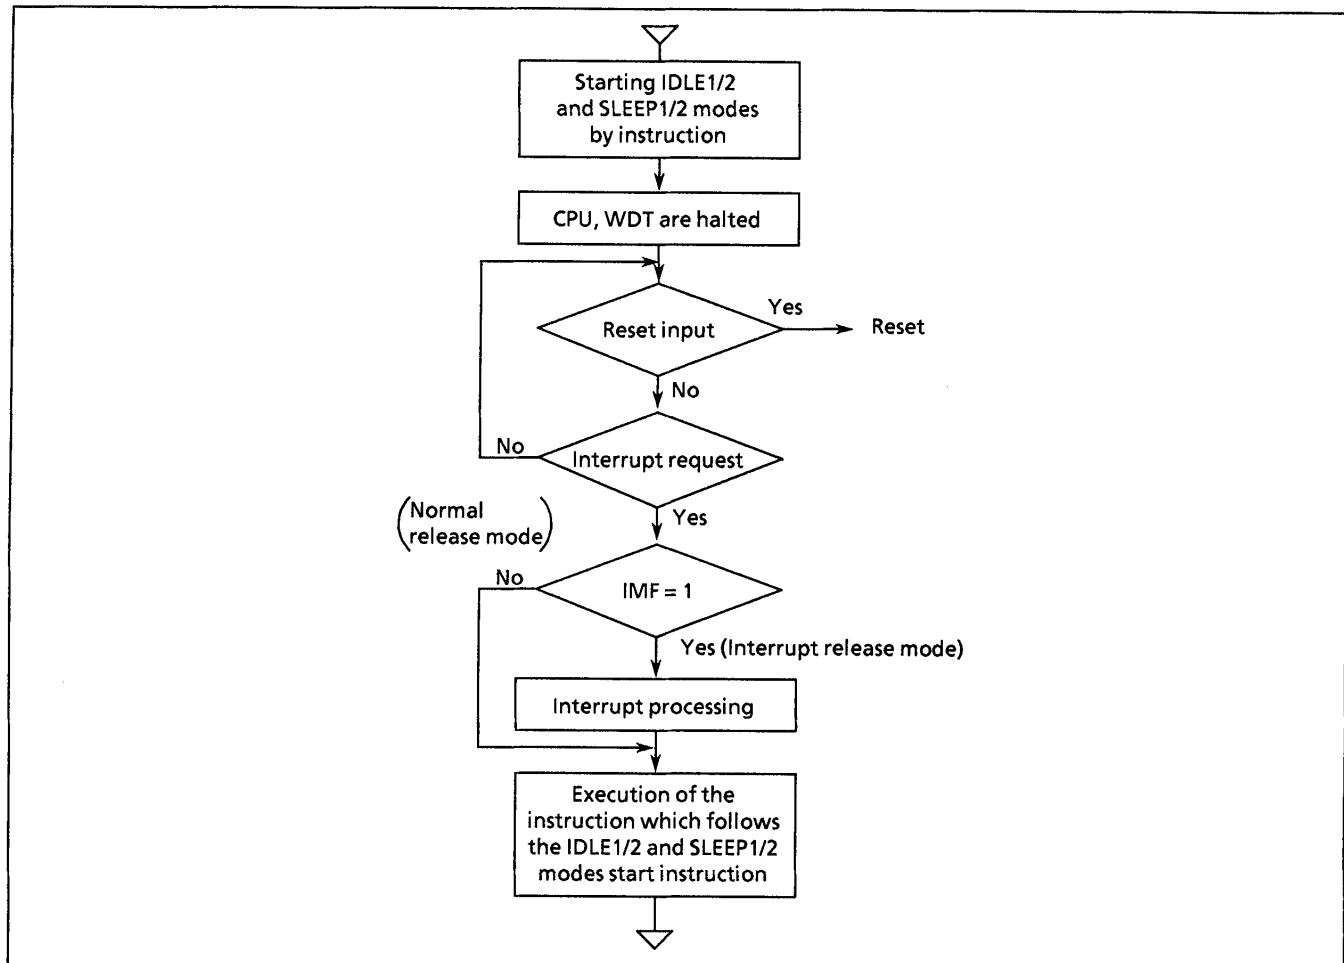 Starting IDLE1/2
and SLEEP1/2 modes
by instruction
CPU, WDT are halted
Yes
Reset input
Reset
No
No
Interrupt request
Yes
(Normal
release mode)
No
IMF = 1
Yes (Interrupt release mode)
Interrupt processing
Execution of the
instruction which follows
the IDLE1/2 and SLEEP1/2
modes start instruction